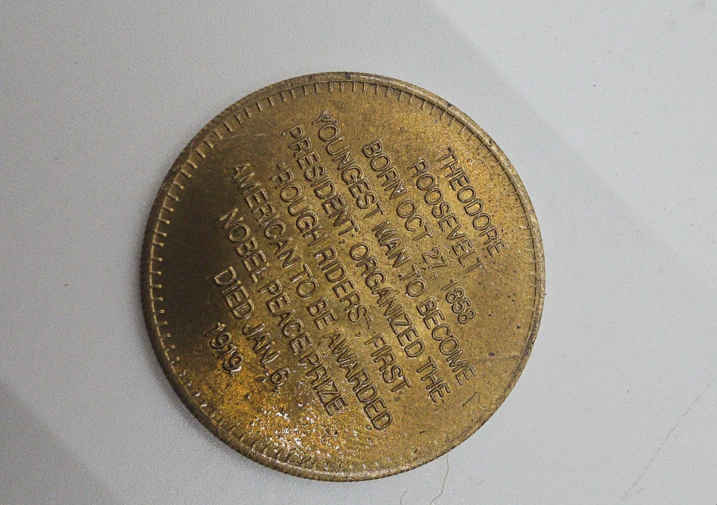 THEODORE
ROOSEVELT
BORN OCT. 27, 1858
YOUNGEST MAN TO BECOME
PRESIDENT. ORGANIZED THE
"ROUGH RIDERS", FIRST
AMERICAN TO BE AWARDED
NOBEL PEACE PRIZE
DIED JAN. 6,
1919.